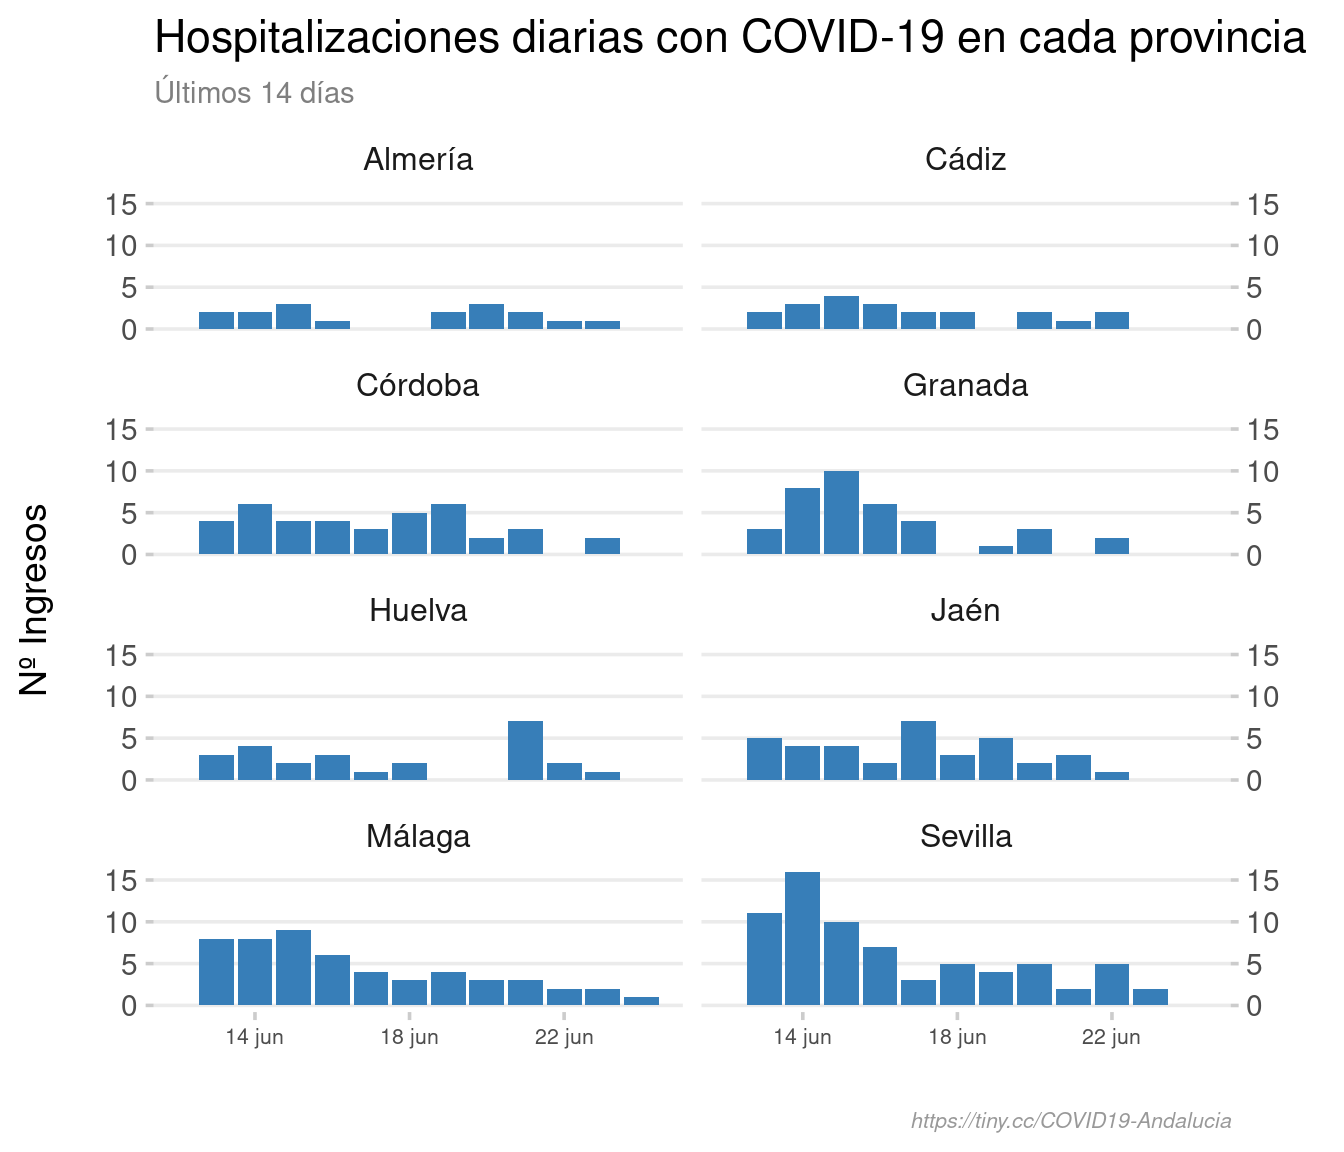 Hospitalizaciones diarias con COVID-19 en cada provincia
Últimos 14 días
Nº Ingresos
Almería
Cádiz
15
10
5
0
15
10
5
0
Córdoba
Granada
15
10
5
0
15
10
5
0
Huelva
Jaén
15
10
5
0
15
10
5
0
Málaga
Sevilla
15
10
5
0
15
10
5
0
14 jun 18 jun 22 jun
14 jun 18 jun 22 jun
https://tiny.cc/COVID19-Andalucia